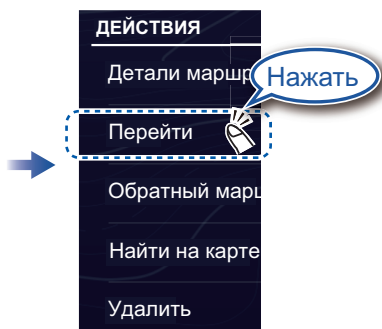 ДЕЙСТВИЯ
Детали маршр
Нажать
Перейти
Обратный марш
Найти на карте
Удалить